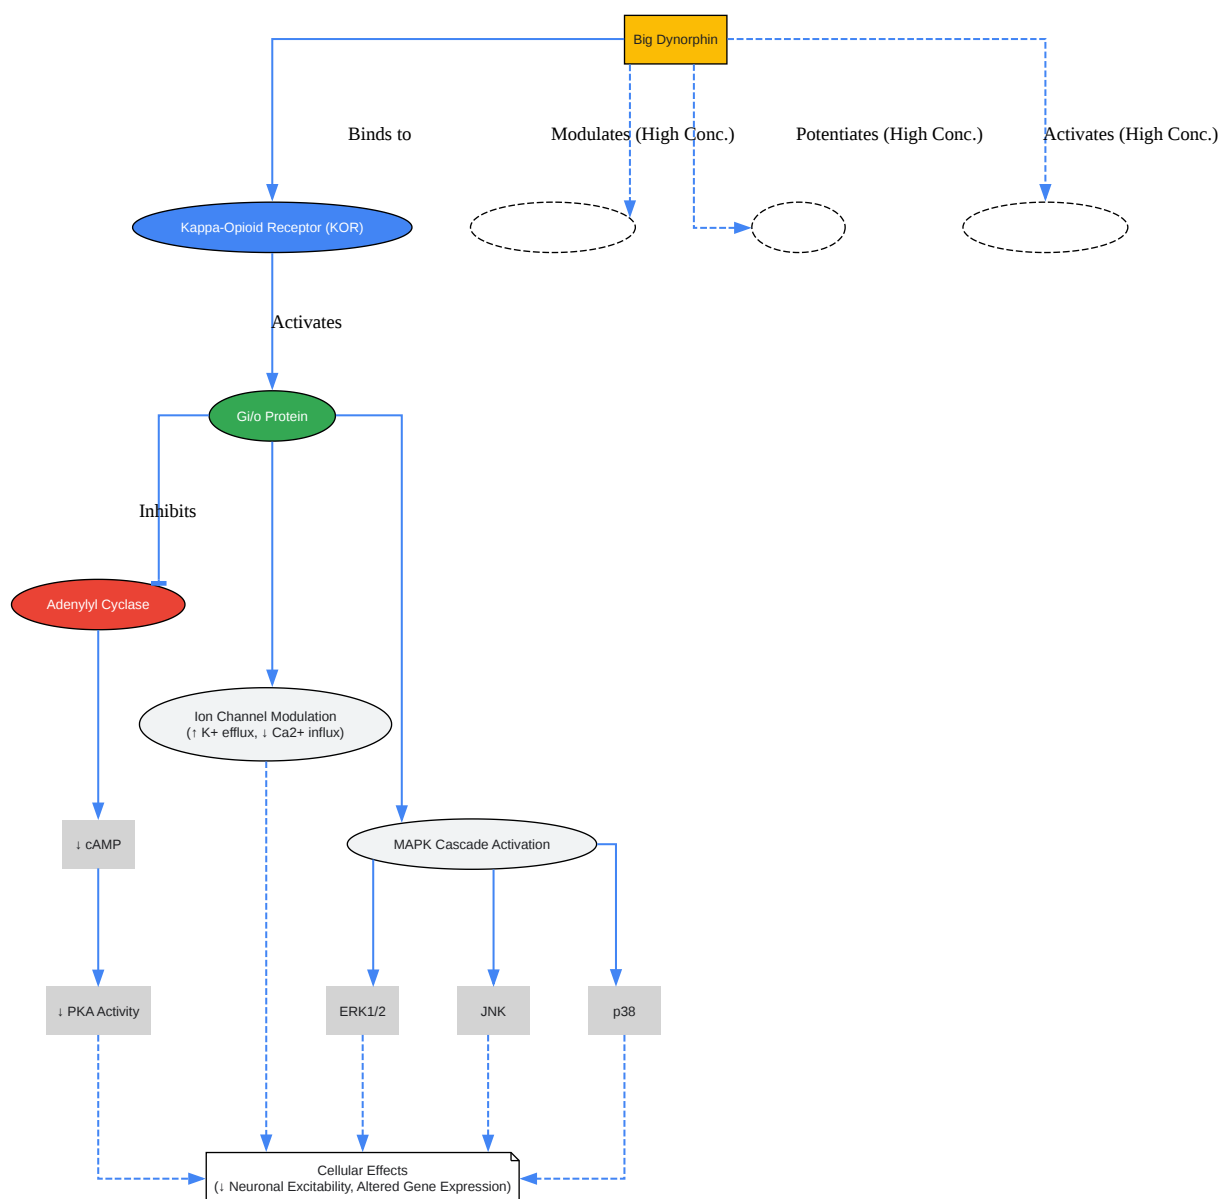 Big Dynorphin
Binds to
Modulates (High Conc.)
Potentiates (High Conc.)
Activates (High Conc.)
Kappa-Opioid Receptor (KOR)
Activates
Gi/o Protein
Inhibits
Adenylyl Cyclase
Ion Channel Modulation
(↑ K+ efflux, ↓ Ca2+ influx)
↓ cAMP
MAPK Cascade Activation
↓ PKA Activity
ERK1/2
JNK
p38
Cellular Effects
(↓ Neuronal Excitability, Altered Gene Expression)